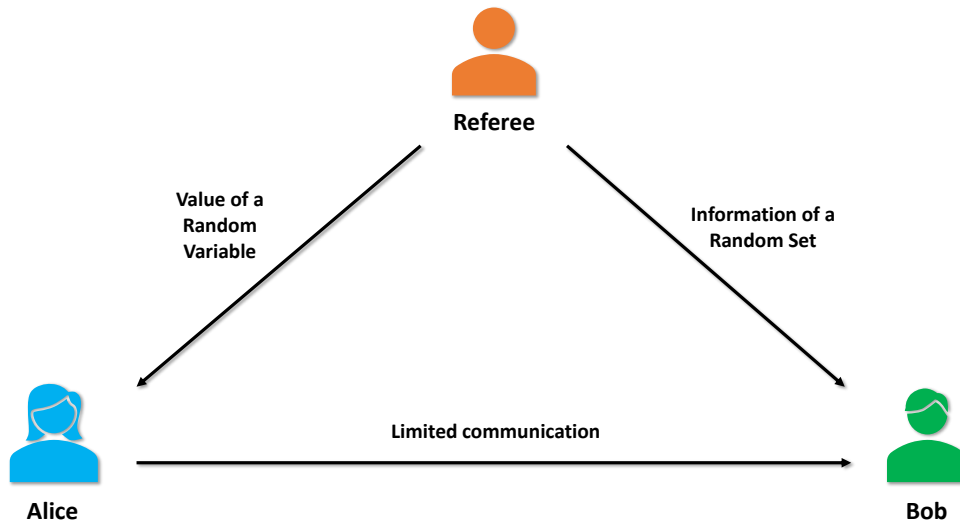 Referee
Value of a
Random
Variable
Information of a
Random Set
Limited communication
Alice
Bob